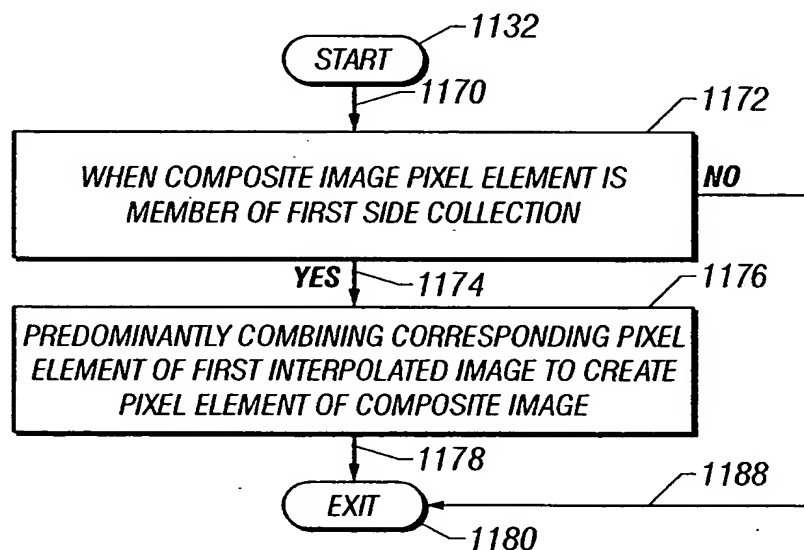 START
1132
1170
1172
WHEN COMPOSITE IMAGE PIXEL ELEMENT IS
MEMBER OF FIRST SIDE COLLECTION
NO
YES
1174
1176
PREDOMINANTLY COMBINING CORRESPONDING PIXEL
ELEMENT OF FIRST INTERPOLATED IMAGE TO CREATE
PIXEL ELEMENT OF COMPOSITE IMAGE
1178
1188
EXIT
1180